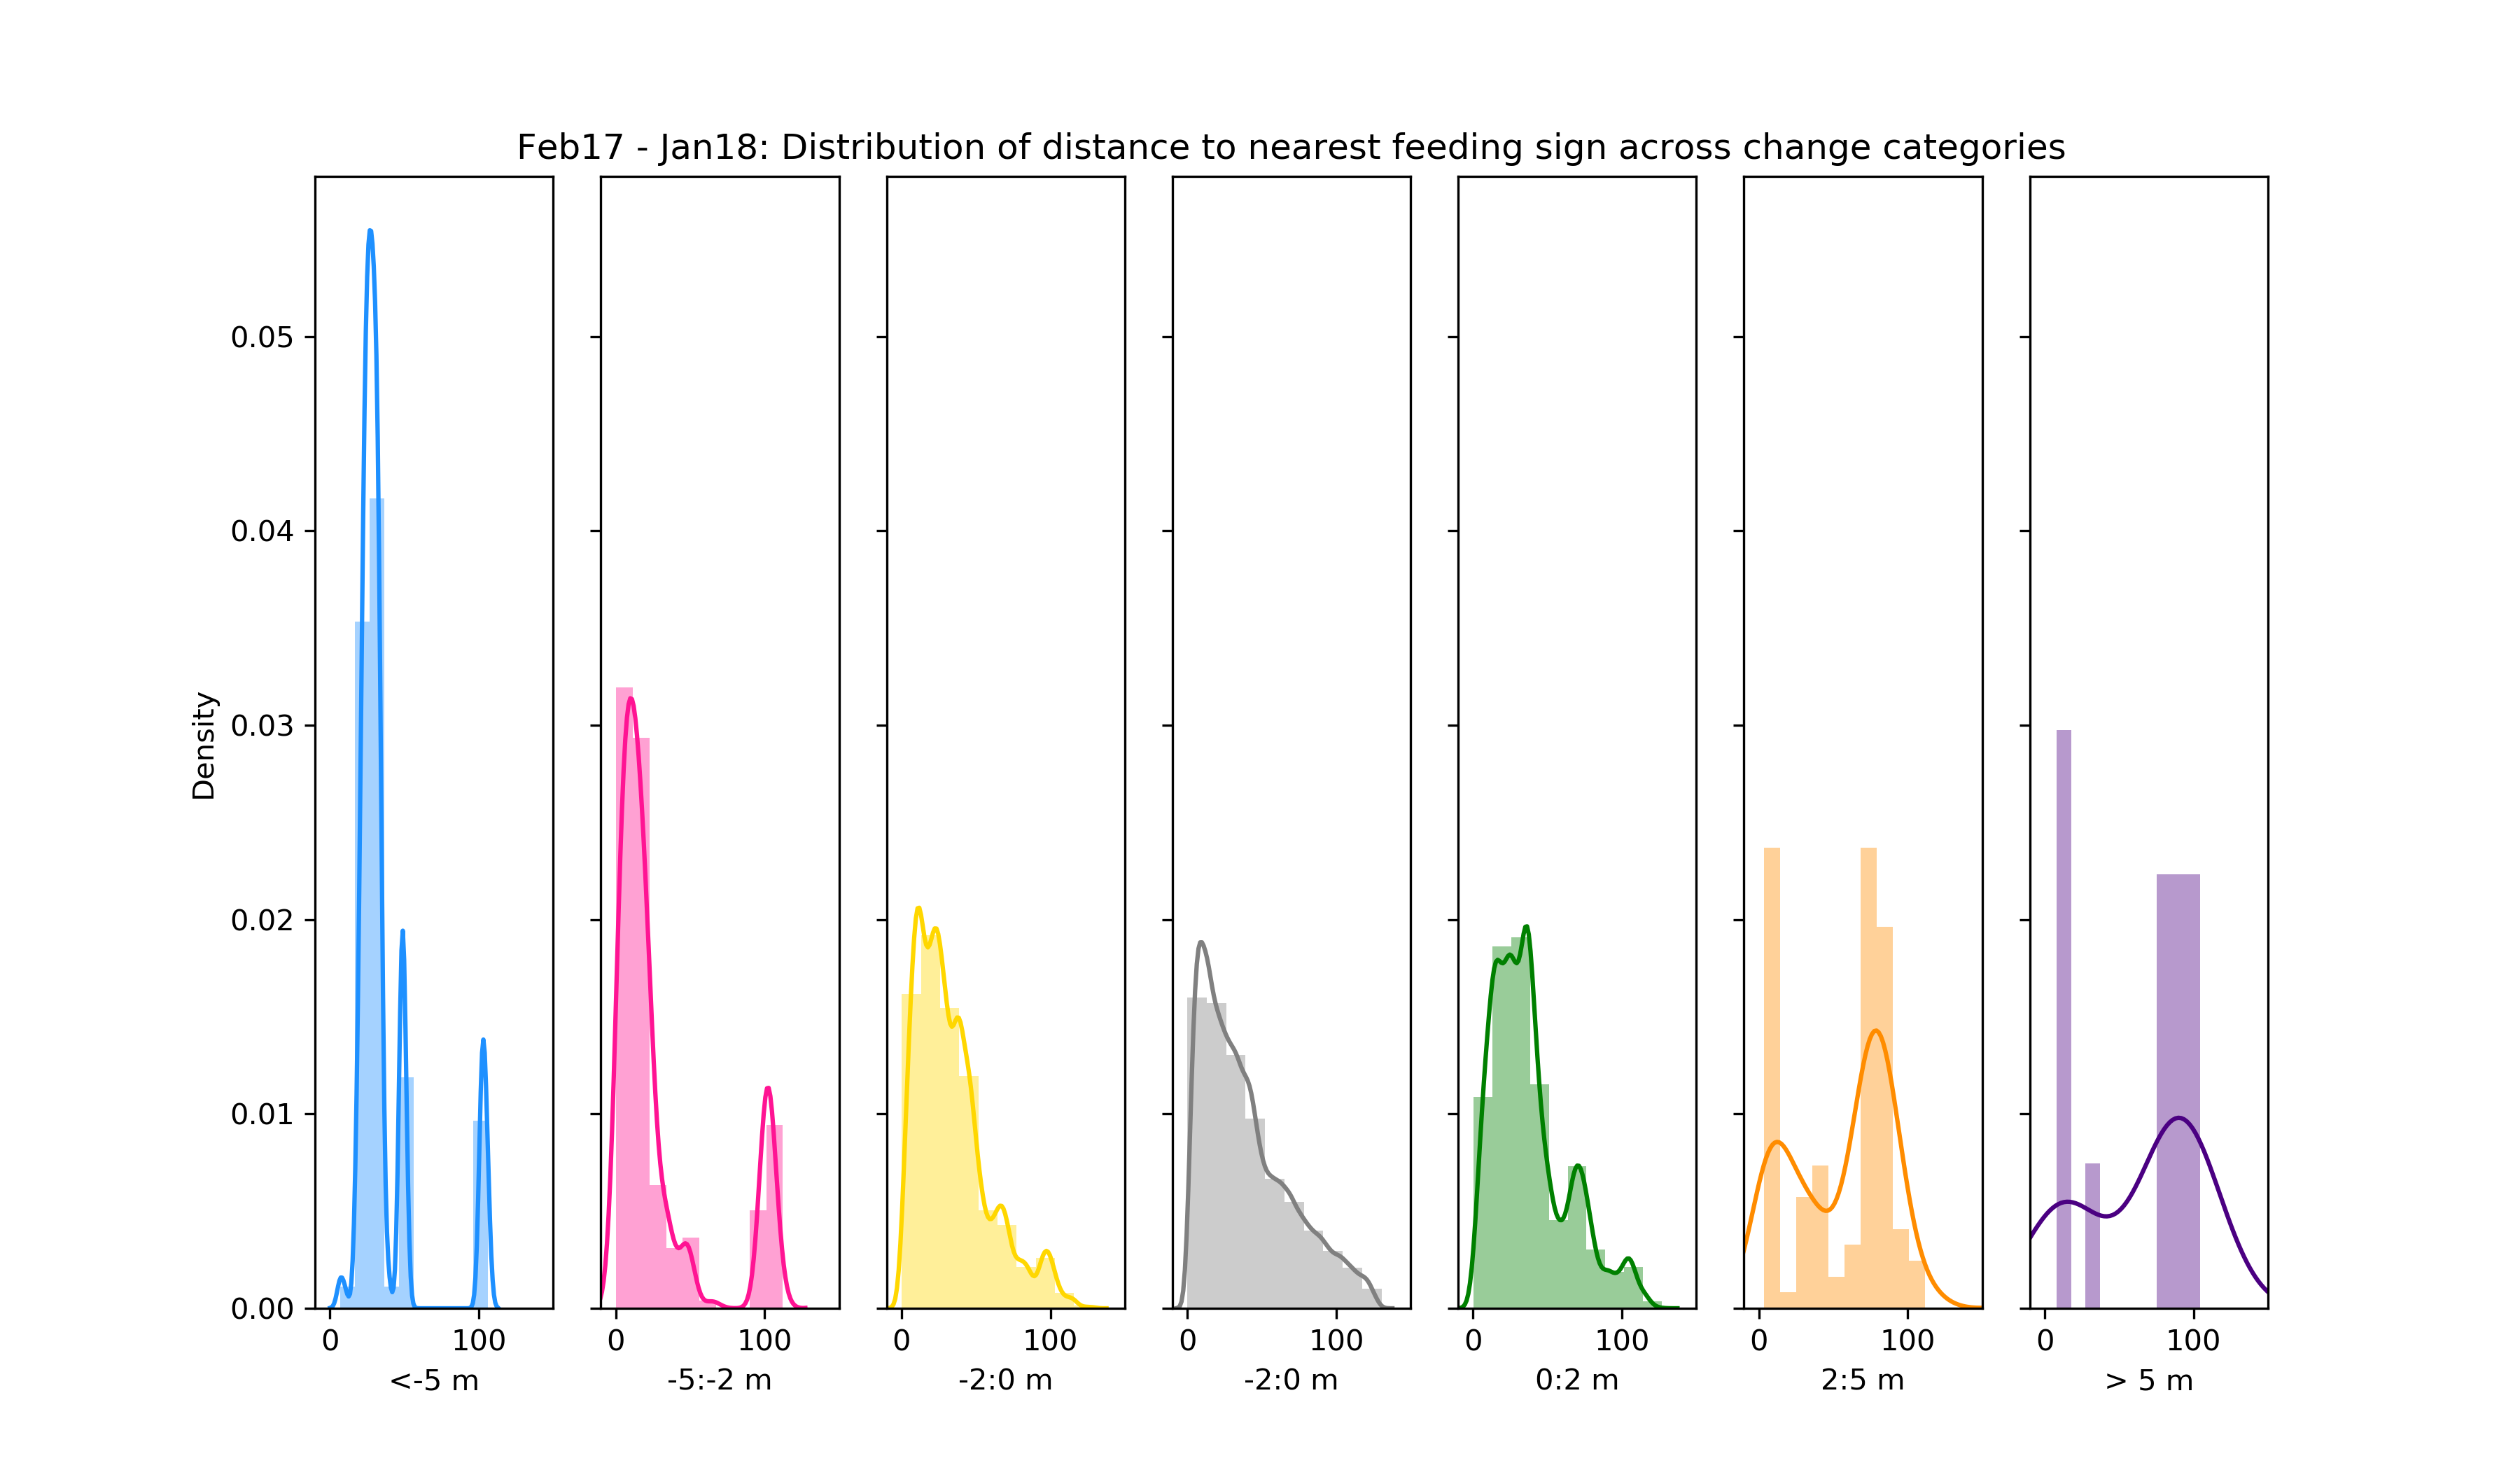 Feb17 - Jan18: Distribution of distance to nearest feeding sign across change categories
Density
0.05
0.04
0.03
0.02
0.01
0.00
0 100 0 100 0 100 0 100 0 100 0 100 0 100
<-5 m -5:-2 m -2:0 m -2:0 m 0:2 m 2:5 m > 5 m